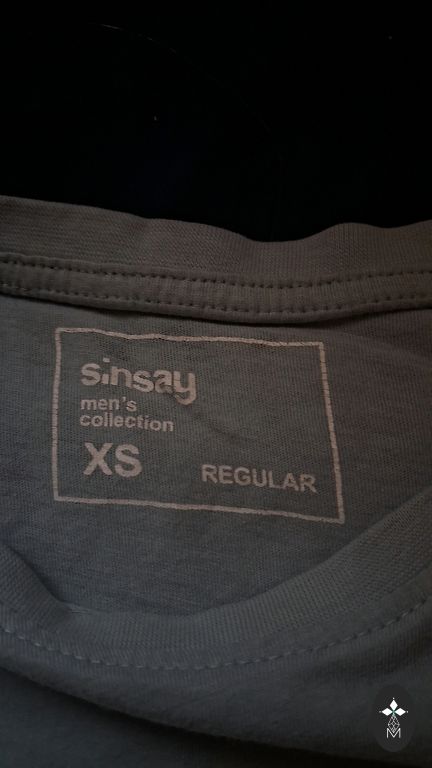 sinsay
men's
collection
XS REGULAR
M